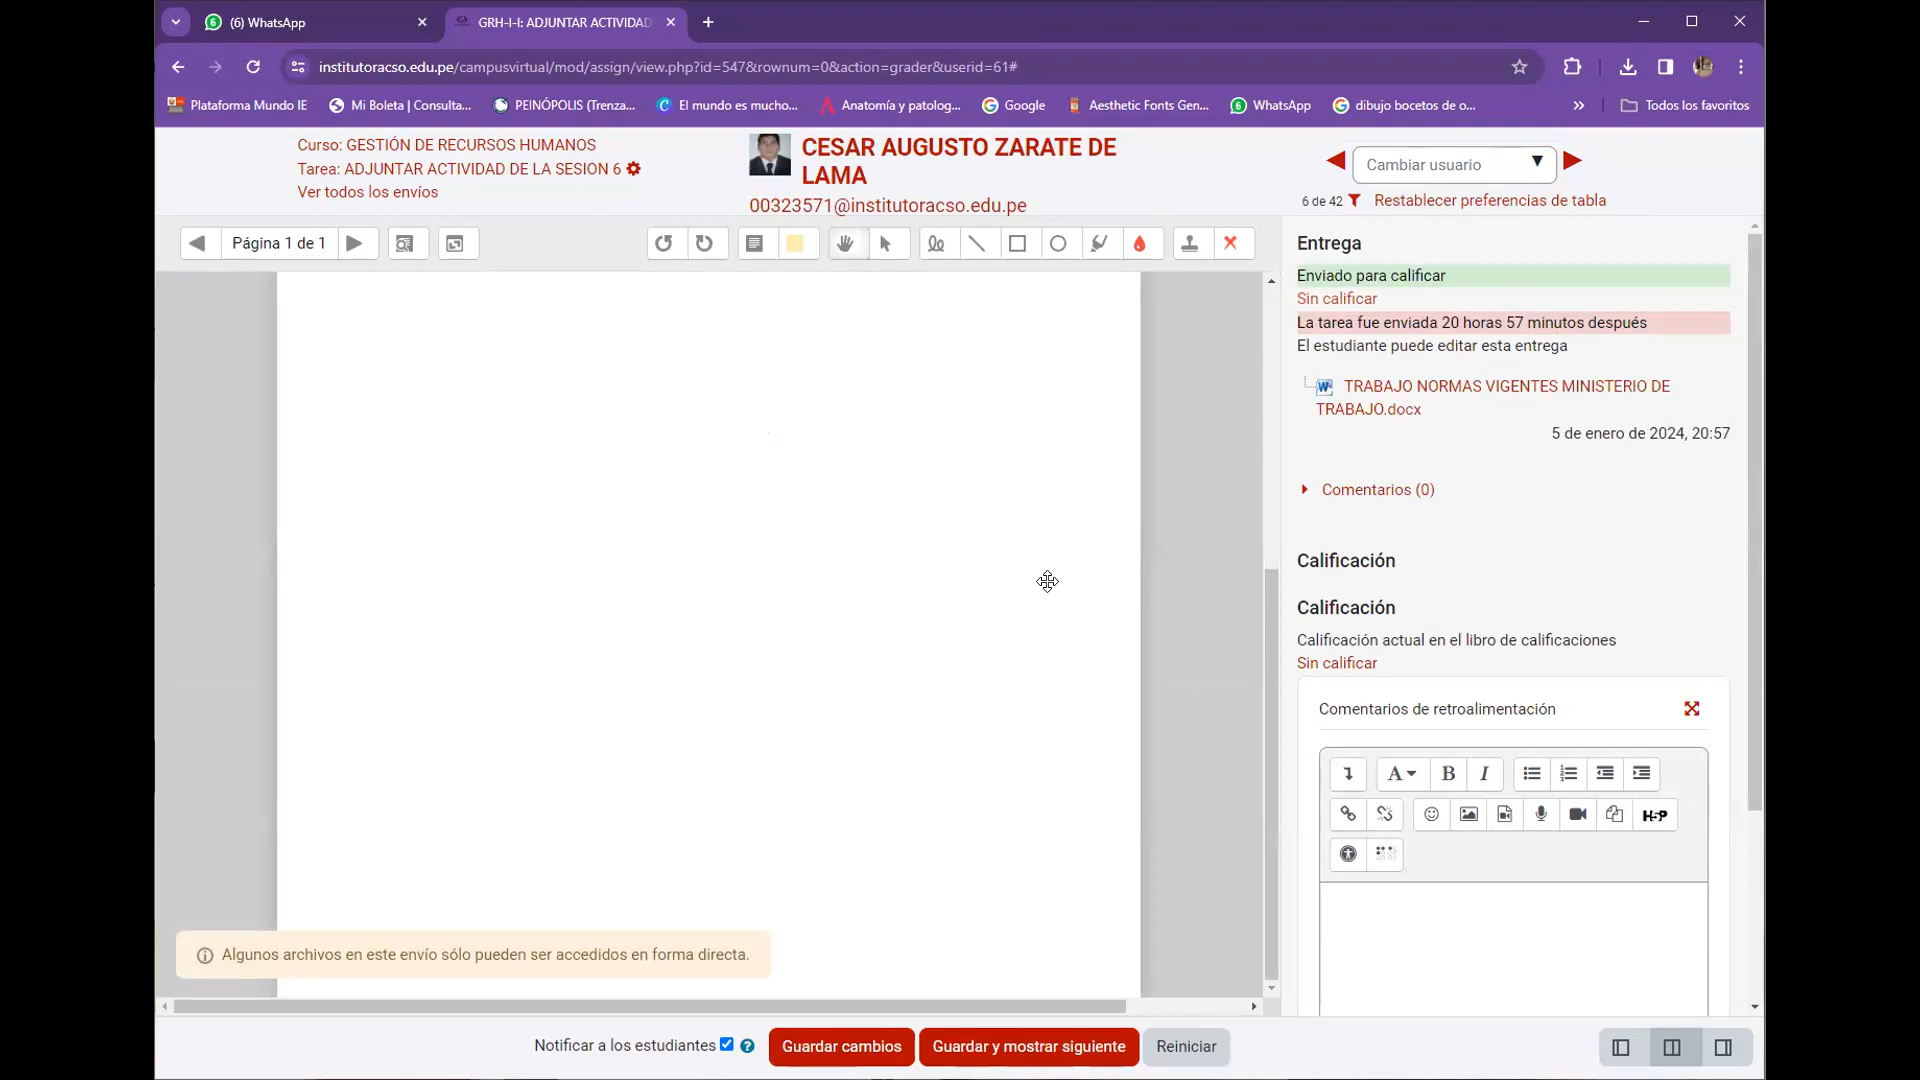 (6) WhatsApp
GRH-I-I: ADJUNTAR ACTIVIDAD
institutoracso.edu.pe/campusvirtual/mod/assign/view.php?id=547&rownum=0&action=grader&userid=61#
Plataforma Mundo IE
Mi Boleta | Consulta...
PEINÓPOLIS (Trenza...
El mundo es mucho...
Anatomía y patolog...
Google
Aesthetic Fonts Gen...
WhatsApp
dibujo bocetos de o...
»
Todos los favoritos
Curso: GESTIÓN DE RECURSOS HUMANOS
Tarea: ADJUNTAR ACTIVIDAD DE LA SESION 6
Ver todos los envíos
CESAR AUGUSTO ZARATE DE
LAMA
00323571@institutoracso.edu.pe
Cambiar usuario
6 de 42
Restablecer preferencias de tabla
Página 1 de 1
Entrega
Enviado para calificar
Sin calificar
La tarea fue enviada 20 horas 57 minutos después
El estudiante puede editar esta entrega
TRABAJO NORMAS VIGENTES MINISTERIO DE
TRABAJO.docx
5 de enero de 2024, 20:57
Comentarios (0)
Calificación
Calificación
Calificación actual en el libro de calificaciones
Sin calificar
Comentarios de retroalimentación
A B I
H-P
Algunos archivos en este envío sólo pueden ser accedidos en forma directa.
Notificar a los estudiantes
Guardar cambios
Guardar y mostrar siguiente
Reiniciar